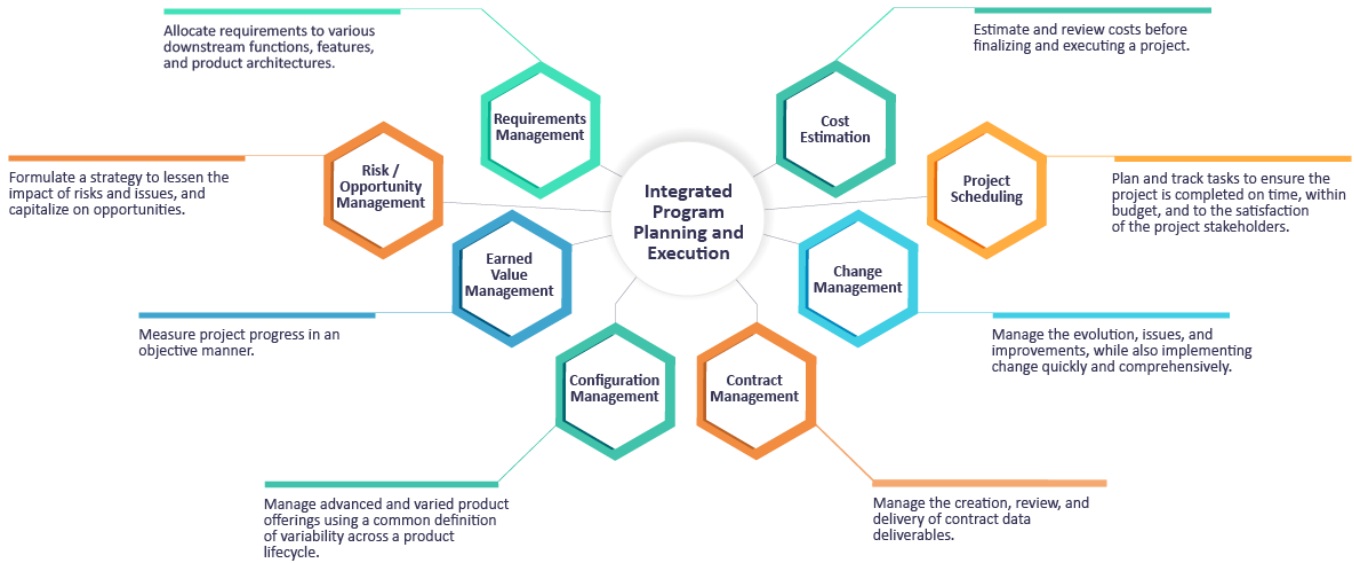 Allocate requirements to various
downstream functions, features,
and product architectures.
Requirements
Management
Estimate and review costs before
finalizing and executing a project.
Cost
Estimation
Formulate a strategy to lessen the
impact of risks and issues, and
capitalize on opportunities.
Risk /
Opportunity
Management
Integrated
Program
Planning and
Execution
Project
Scheduling
Plan and track tasks to ensure the
project is completed on time, within
budget, and to the satisfaction
of the project stakeholders.
Earned
Value
Management
Measure project progress in an
objective manner.
Change
Management
Manage the evolution, issues, and
improvements, while also implementing
change quickly and comprehensively.
Configuration
Management
Manage advanced and varied product
offerings using a common definition
of variability across a product
lifecycle.
Contract
Management
Manage the creation, review, and
delivery of contract data
deliverables.